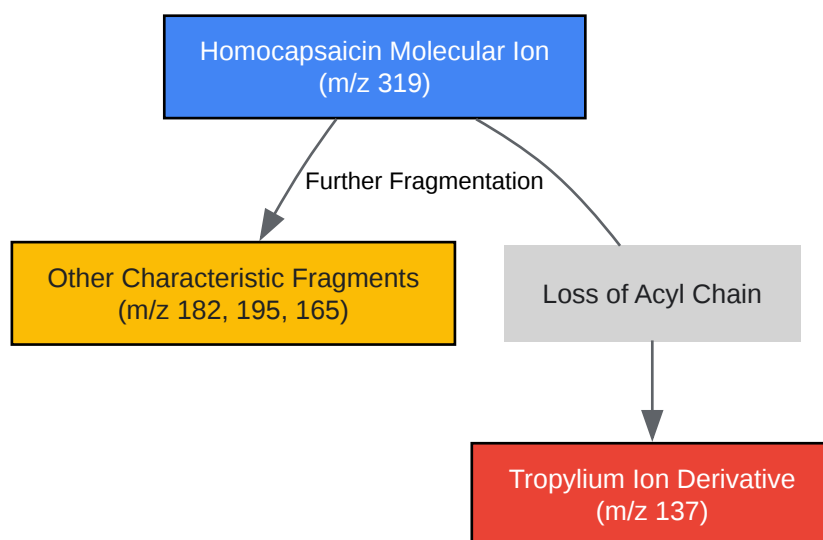 Homocapsaicin Molecular Ion
(m/z 319)
Further Fragmentation
Other Characteristic Fragments
(m/z 182, 195, 165)
Loss of Acyl Chain
Tropylium Ion Derivative
(m/z 137)